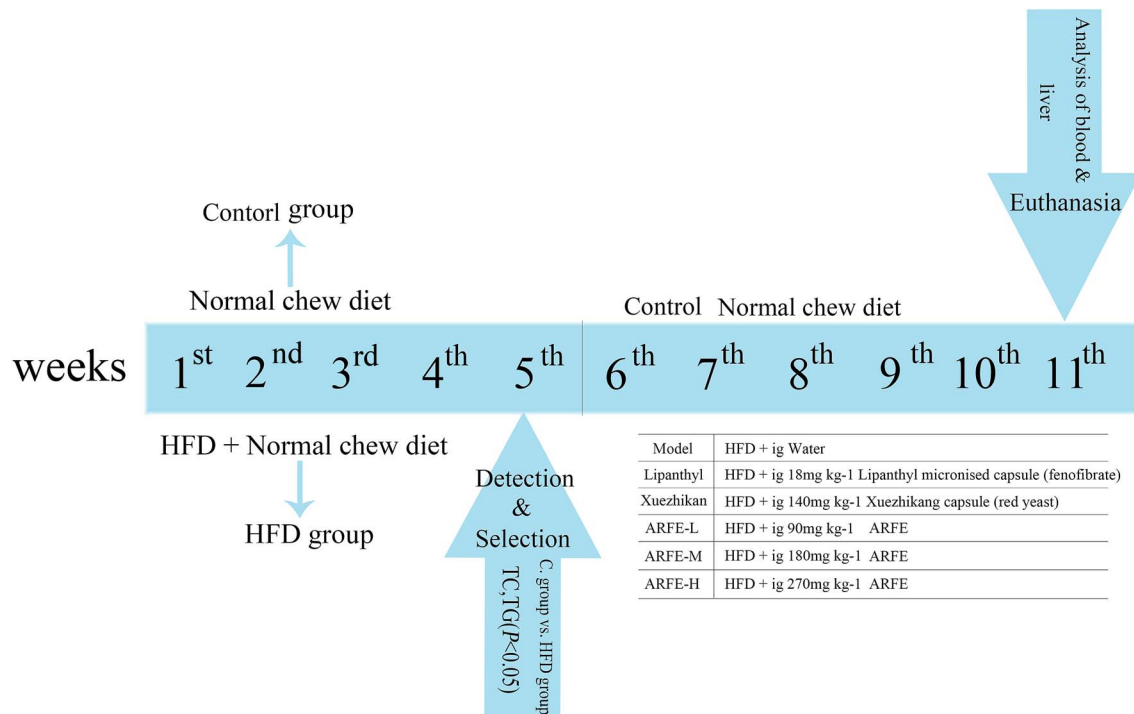 Analysis of blood &
liver
Euthanasia
Contorl group
Normal chew diet
Control Normal chew diet
weeks 1st 2nd 3rd 4th 5th 6th 7th 8th 9th 10th 11th
HFD + Normal chew diet
HFD group
Detection
&
Selection
C. group vs. HFD group
TC,TG(P<0.05)
Model HFD + ig Water
Lipanthyl HFD + ig 18mg kg-1 Lipanthyl micronised capsule (fenofibrate)
Xuezhikan HFD + ig 140mg kg-1 Xuezhikang capsule (red yeast)
ARFE-L HFD + ig 90mg kg-1 ARFE
ARFE-M HFD + ig 180mg kg-1 ARFE
ARFE-H HFD + ig 270mg kg-1 ARFE